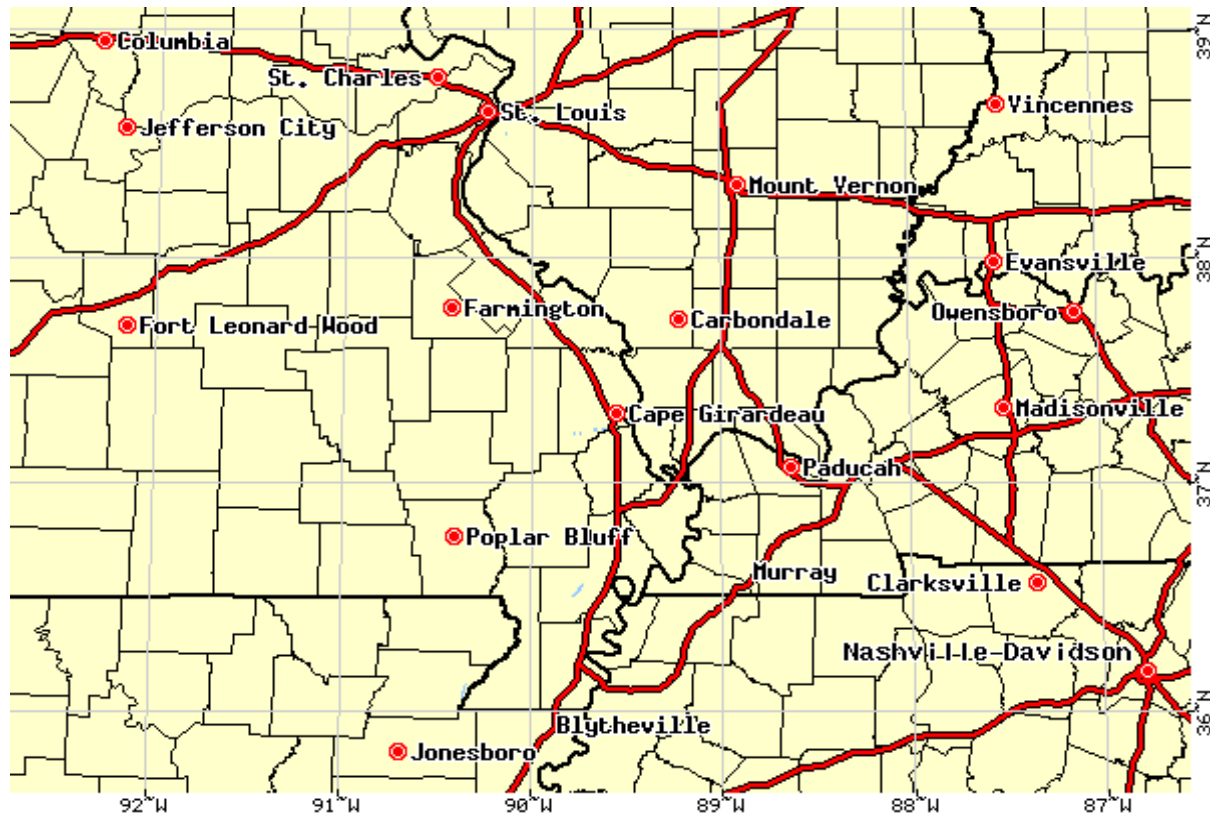 39°N
Columbia
St. Charles
Vincennes
St. Louis
Jefferson City
Mount Vernon
38°N
Evansville
Farmington
Owensboro
Carbondale
Fort Leonard Wood
Madisonville
Cape Girardeau
Paducah
37°N
Poplar Bluff
Murray
Clarksville
Nashville-Davidson
36°N
Blytheville
Jonesboro
92°W 91°W 90°W 89°W 88°W 87°W